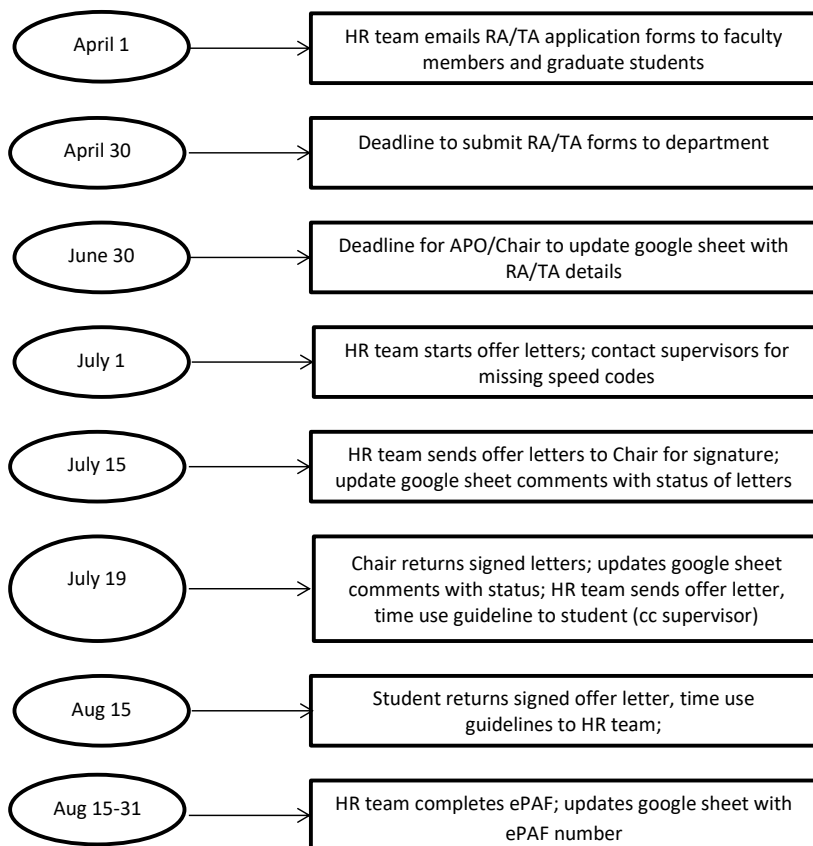 April 1
HR team emails RA/TA application forms to faculty
members and graduate students
April 30
Deadline to submit RA/TA forms to department
June 30
Deadline for APO/Chair to update google sheet with
RA/TA details
July 1
HR team starts offer letters; contact supervisors for
missing speed codes
July 15
HR team sends offer letters to Chair for signature;
update google sheet comments with status of letters
July 19
Chair returns signed letters; updates google sheet
comments with status; HR team sends offer letter,
time use guideline to student (cc supervisor)
Aug 15
Student returns signed offer letter, time use
guidelines to HR team;
Aug 15-31
HR team completes ePAF; updates google sheet with
ePAF number